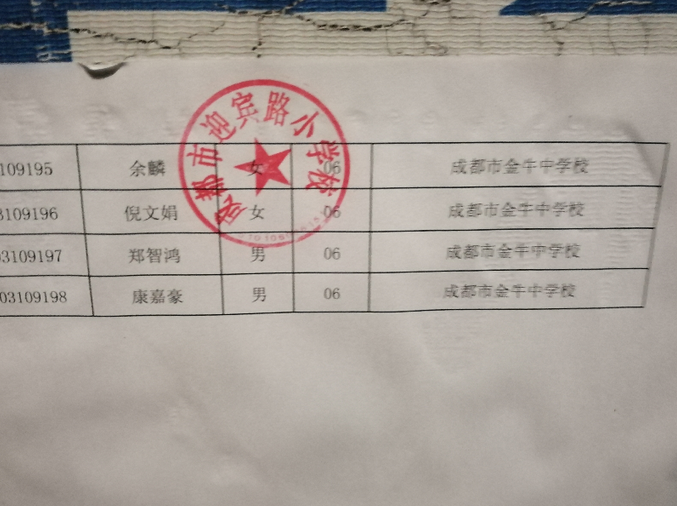 成都市迎宾路小学校
109195 余麟 女 06 成都市金牛中学校
3109196 倪文娟 女 06 成都市金牛中学校
03109197 郑智鸿 男 06 成都市金牛中学校
03109198 康嘉豪 男 06 成都市金牛中学校